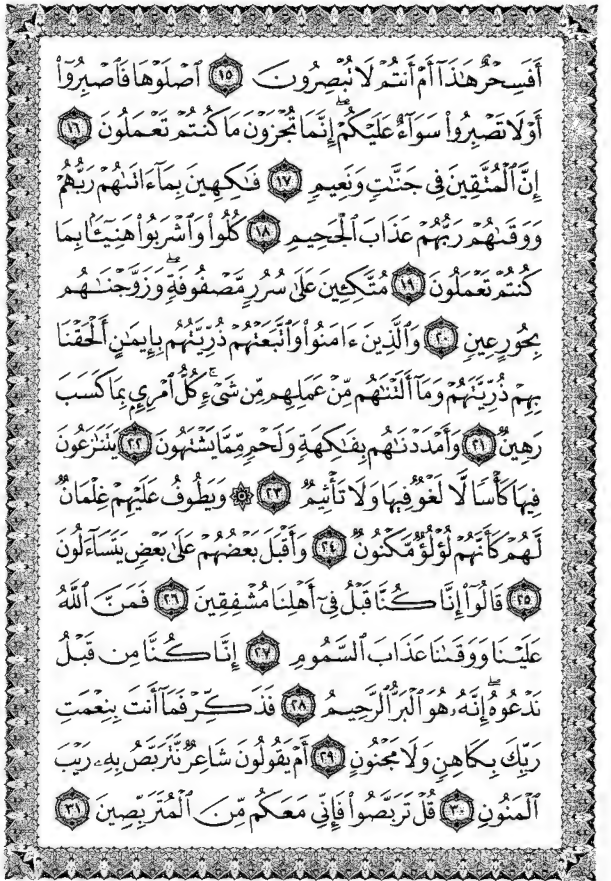 أَفَسِحْرٌ هَٰذَآ أَمْ أَنتُمْ لَا تُبْصِرُونَ ١٥ ٱصْلَوْهَا فَٱصْبِرُوٓا۟
أَوْ لَا تَصْبِرُوا۟ سَوَآءٌ عَلَيْكُمْ ۖ إِنَّمَا تُجْزَوْنَ مَا كُنتُمْ تَعْمَلُونَ ١٦
إِنَّ ٱلْمُتَّقِينَ فِى جَنَّٰتٍ وَنَعِيمٍ ١٧ فَٰكِهِينَ بِمَآ ءَاتَىٰهُمْ رَبُّهُمْ
وَوَقَىٰهُمْ رَبُّهُمْ عَذَابَ ٱلْجَحِيمِ ١٨ كُلُوا۟ وَٱشْرَبُوا۟ هَنِيٓـًٔۢا بِمَا
كُنتُمْ تَعْمَلُونَ ١٩ مُتَّكِـِٔينَ عَلَىٰ سُرُرٍ مَّصْفُوفَةٍ ۖ وَزَوَّجْنَٰهُم
بِحُورٍ عِينٍ ٢٠ وَٱلَّذِينَ ءَامَنُوا۟ وَٱتَّبَعَتْهُمْ ذُرِّيَّتُهُم بِإِيمَٰنٍ أَلْحَقْنَا
بِهِمْ ذُرِّيَّتَهُمْ وَمَآ أَلَتْنَٰهُم مِّنْ عَمَلِهِم مِّن شَىْءٍ ۚ كُلُّ ٱمْرِئٍۭ بِمَا كَسَبَ
رَهِينٌ ٢١ وَأَمْدَدْنَٰهُم بِفَٰكِهَةٍ وَلَحْمٍ مِّمَّا يَشْتَهُونَ ٢٢ يَتَنَٰزَعُونَ
فِيهَا كَأْسًا لَّا لَغْوٌ فِيهَا وَلَا تَأْثِيمٌ ٢٣ ۞ وَيَطُوفُ عَلَيْهِمْ غِلْمَانٌ
لَّهُمْ كَأَنَّهُمْ لُؤْلُؤٌ مَّكْنُونٌ ٢٤ وَأَقْبَلَ بَعْضُهُمْ عَلَىٰ بَعْضٍ يَتَسَآءَلُونَ
٢٥ قَالُوٓا۟ إِنَّا كُنَّا قَبْلُ فِىٓ أَهْلِنَا مُشْفِقِينَ ٢٦ فَمَنَّ ٱللَّهُ
عَلَيْنَا وَوَقَىٰنَا عَذَابَ ٱلسَّمُومِ ٢٧ إِنَّا كُنَّا مِن قَبْلُ
نَدْعُوهُ ۖ إِنَّهُۥ هُوَ ٱلْبَرُّ ٱلرَّحِيمُ ٢٨ فَذَكِّرْ فَمَآ أَنتَ بِنِعْمَتِ
رَبِّكَ بِكَاهِنٍ وَلَا مَجْنُونٍ ٢٩ أَمْ يَقُولُونَ شَاعِرٌ نَّتَرَبَّصُ بِهِۦ رَيْبَ
ٱلْمَنُونِ ٣٠ قُلْ تَرَبَّصُوا۟ فَإِنِّى مَعَكُم مِّنَ ٱلْمُتَرَبِّصِينَ ٣١